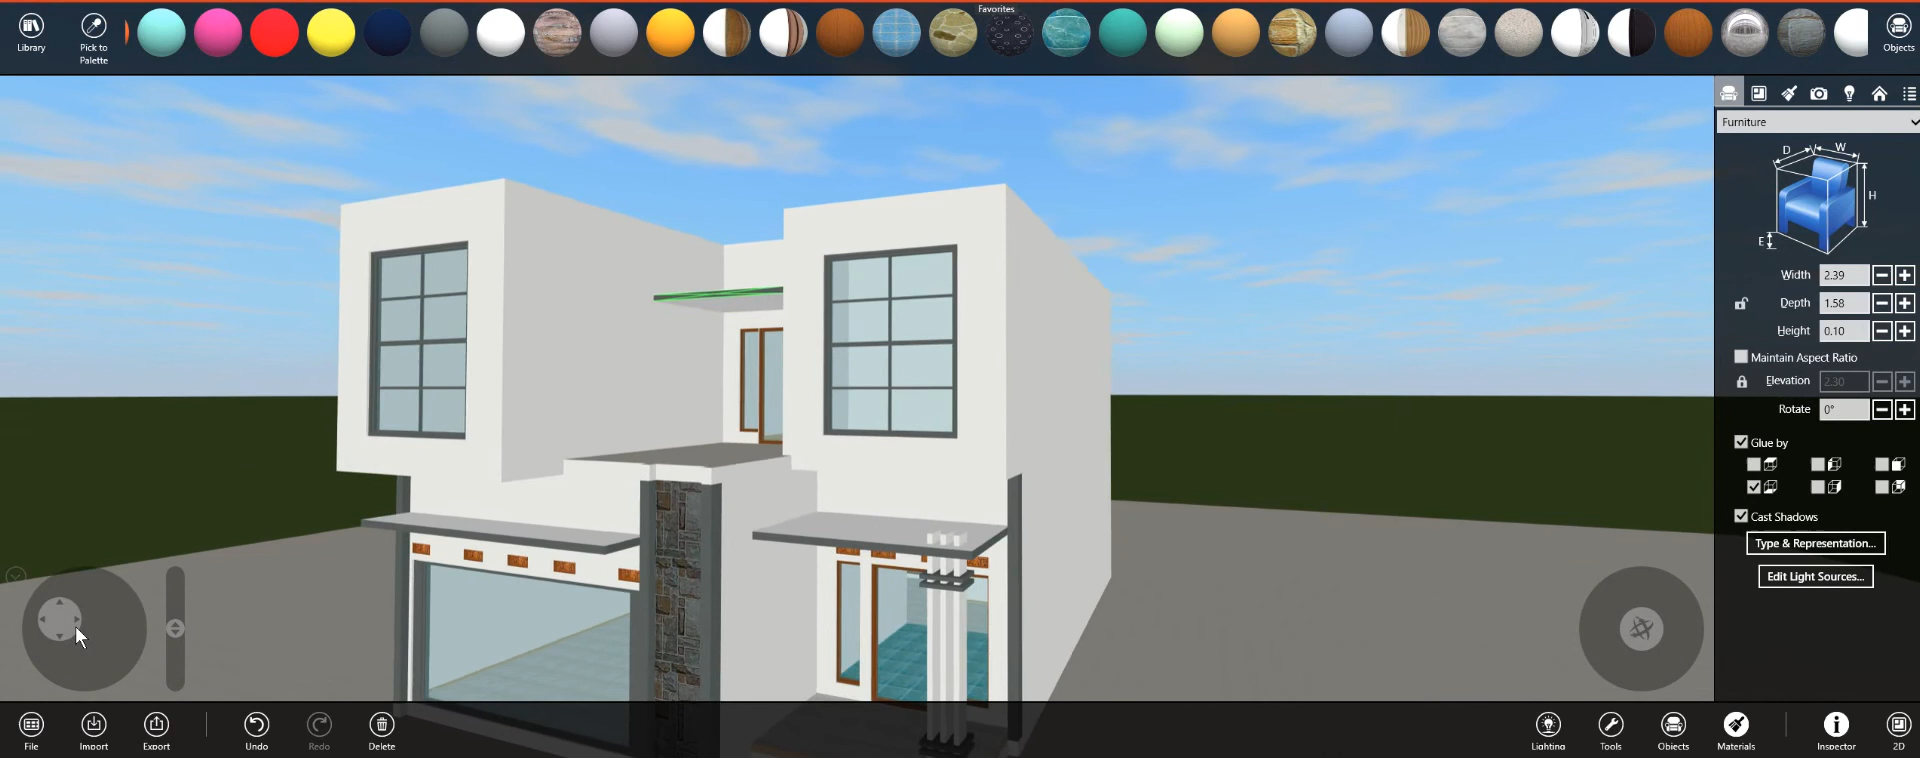 Favorites
Library
Pick to
Palette
Objects
Furniture
D
W
H
E
Width 2.39
Depth 1.58
Height 0.10
Maintain Aspect Ratio
Elevation 2.30
Rotate 0°
Glue by
Cast Shadows
Type & Representation...
Edit Light Sources...
File
Import
Export
Undo
Redo
Delete
Lighting
Tools
Objects
Materials
Inspector
2D